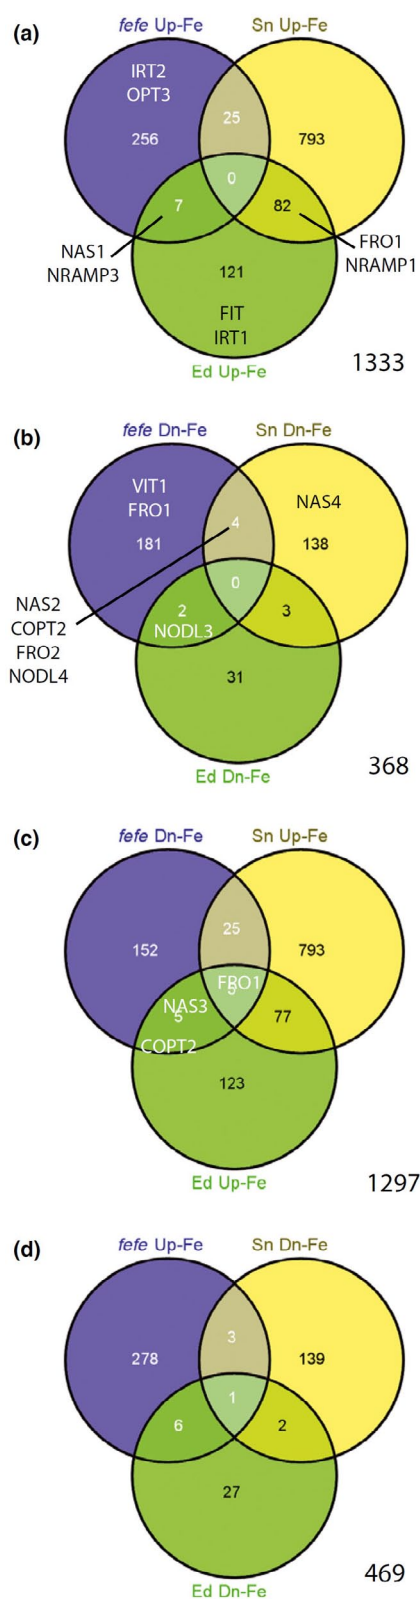 (a)
fefe Up-Fe Sn Up-Fe
IRT2
OPT3
25
256 793
0
7 82
NAS1
NRAMP3
FRO1
NRAMP1
121
FIT
IRT1
Ed Up-Fe
1333
(b)
fefe Dn-Fe Sn Dn-Fe
VIT1
FRO1
NAS4
4
181 138
0
NAS2
COPT2
FRO2
NODL4
2 3
NODL3
31
Ed Dn-Fe
368
(c)
fefe Dn-Fe Sn Up-Fe
25
152 793
FRO1
5
NAS3
5 77
COPT2
123
Ed Up-Fe
1297
(d)
fefe Up-Fe Sn Dn-Fe
3
278 139
1
6 2
27
Ed Dn-Fe
469